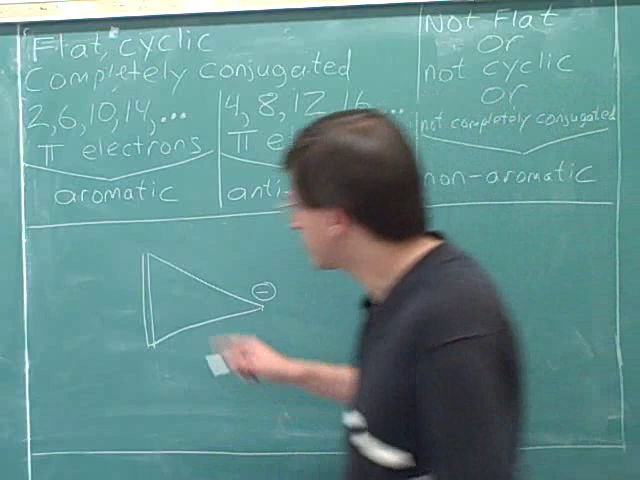 Flat, cyclic
Completely Conjugated
2,6,10,14,...
π electrons
aromatic
4,8,12,16,...
π e
anti-
Not Flat
or
not cyclic
or
not completely conjugated
non-aromatic
⊖